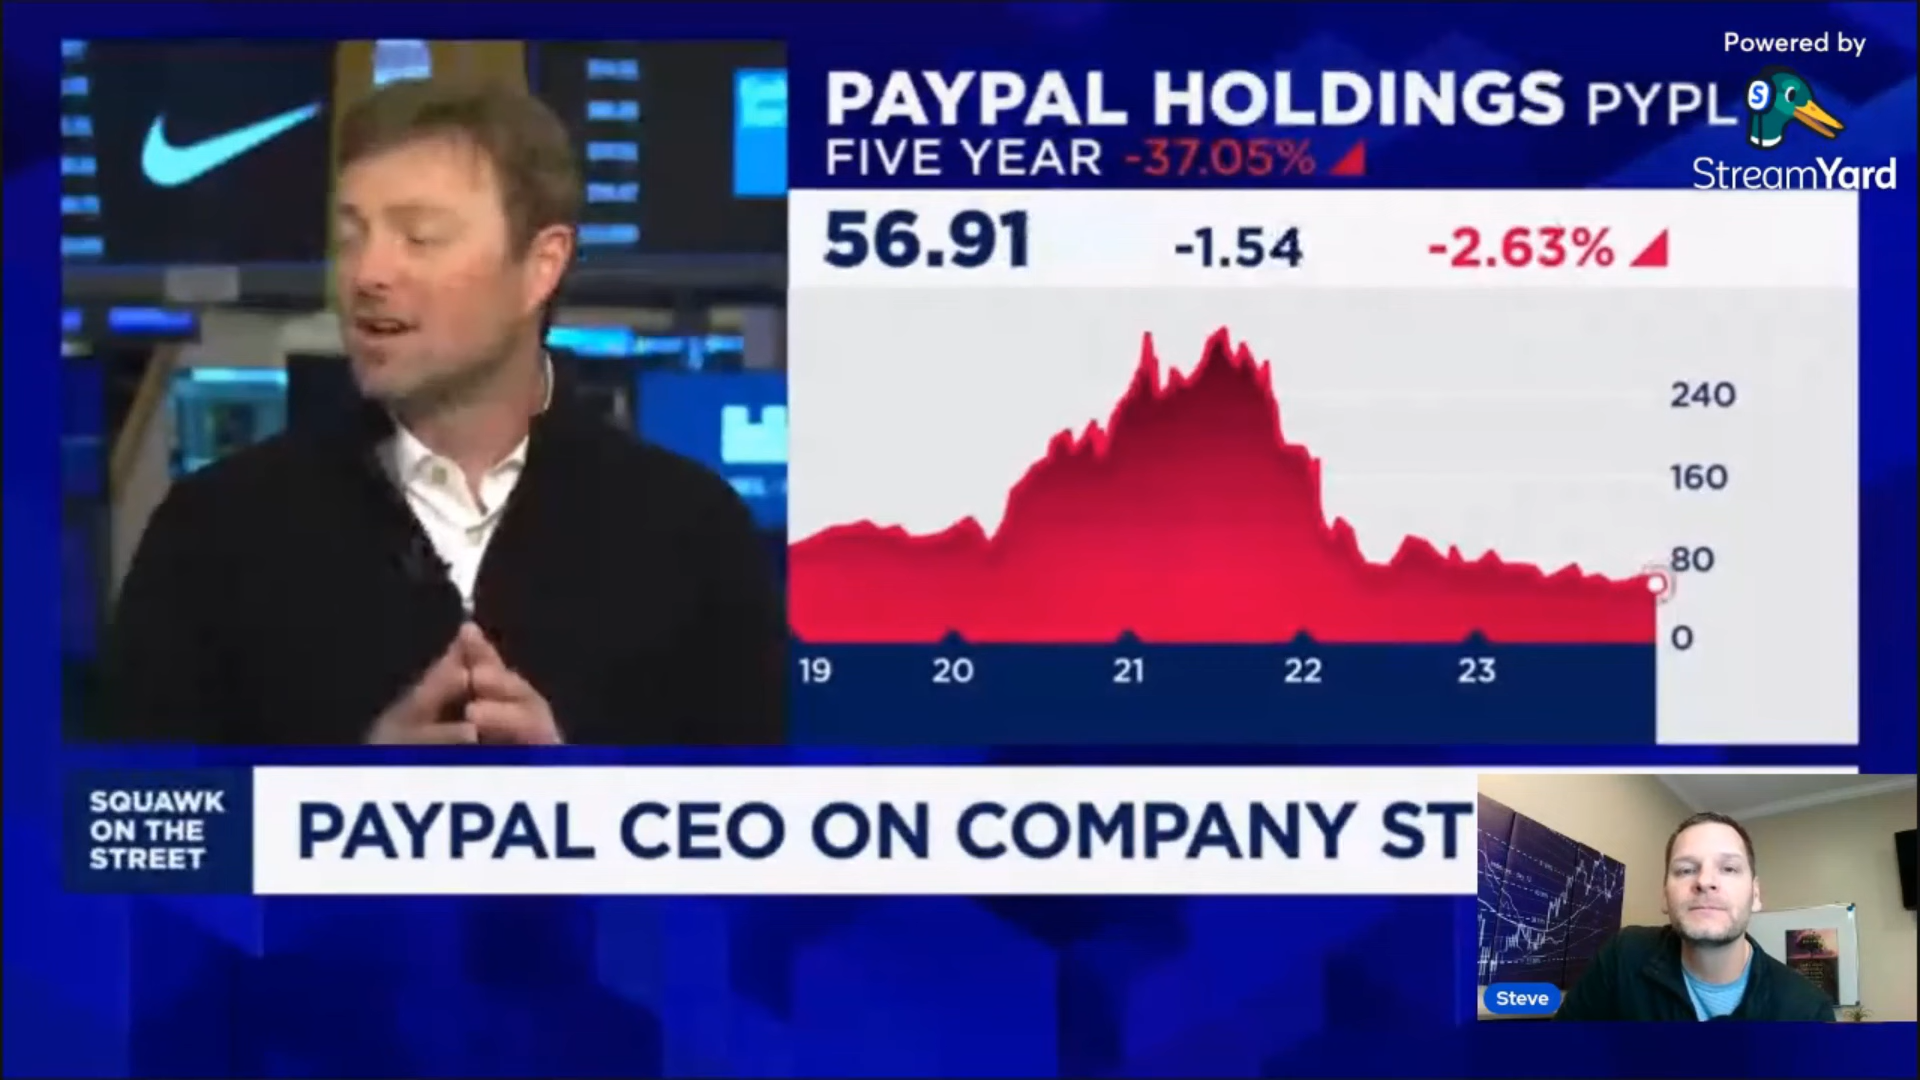 Powered by
StreamYard
PAYPAL HOLDINGS PYPL
FIVE YEAR -37.05%
56.91 -1.54 -2.63%
240
160
80
0
19 20 21 22 23
SQUAWK
ON THE
STREET
PAYPAL CEO ON COMPANY ST
Steve